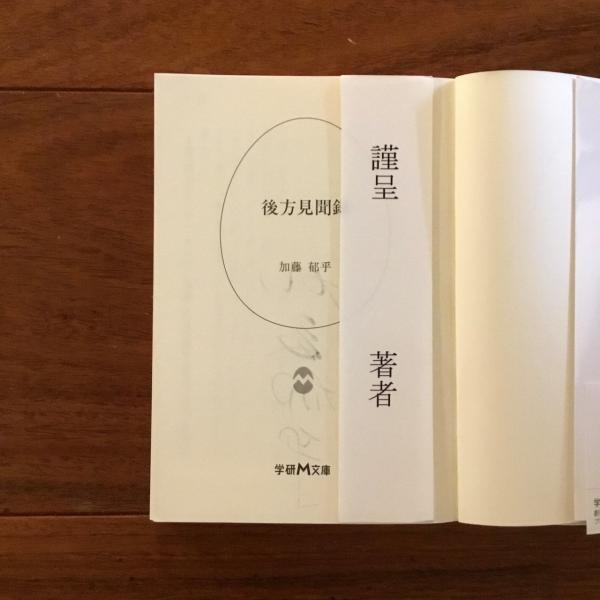 後方見聞録
加藤 郁乎
学研M文庫
謹呈
著者